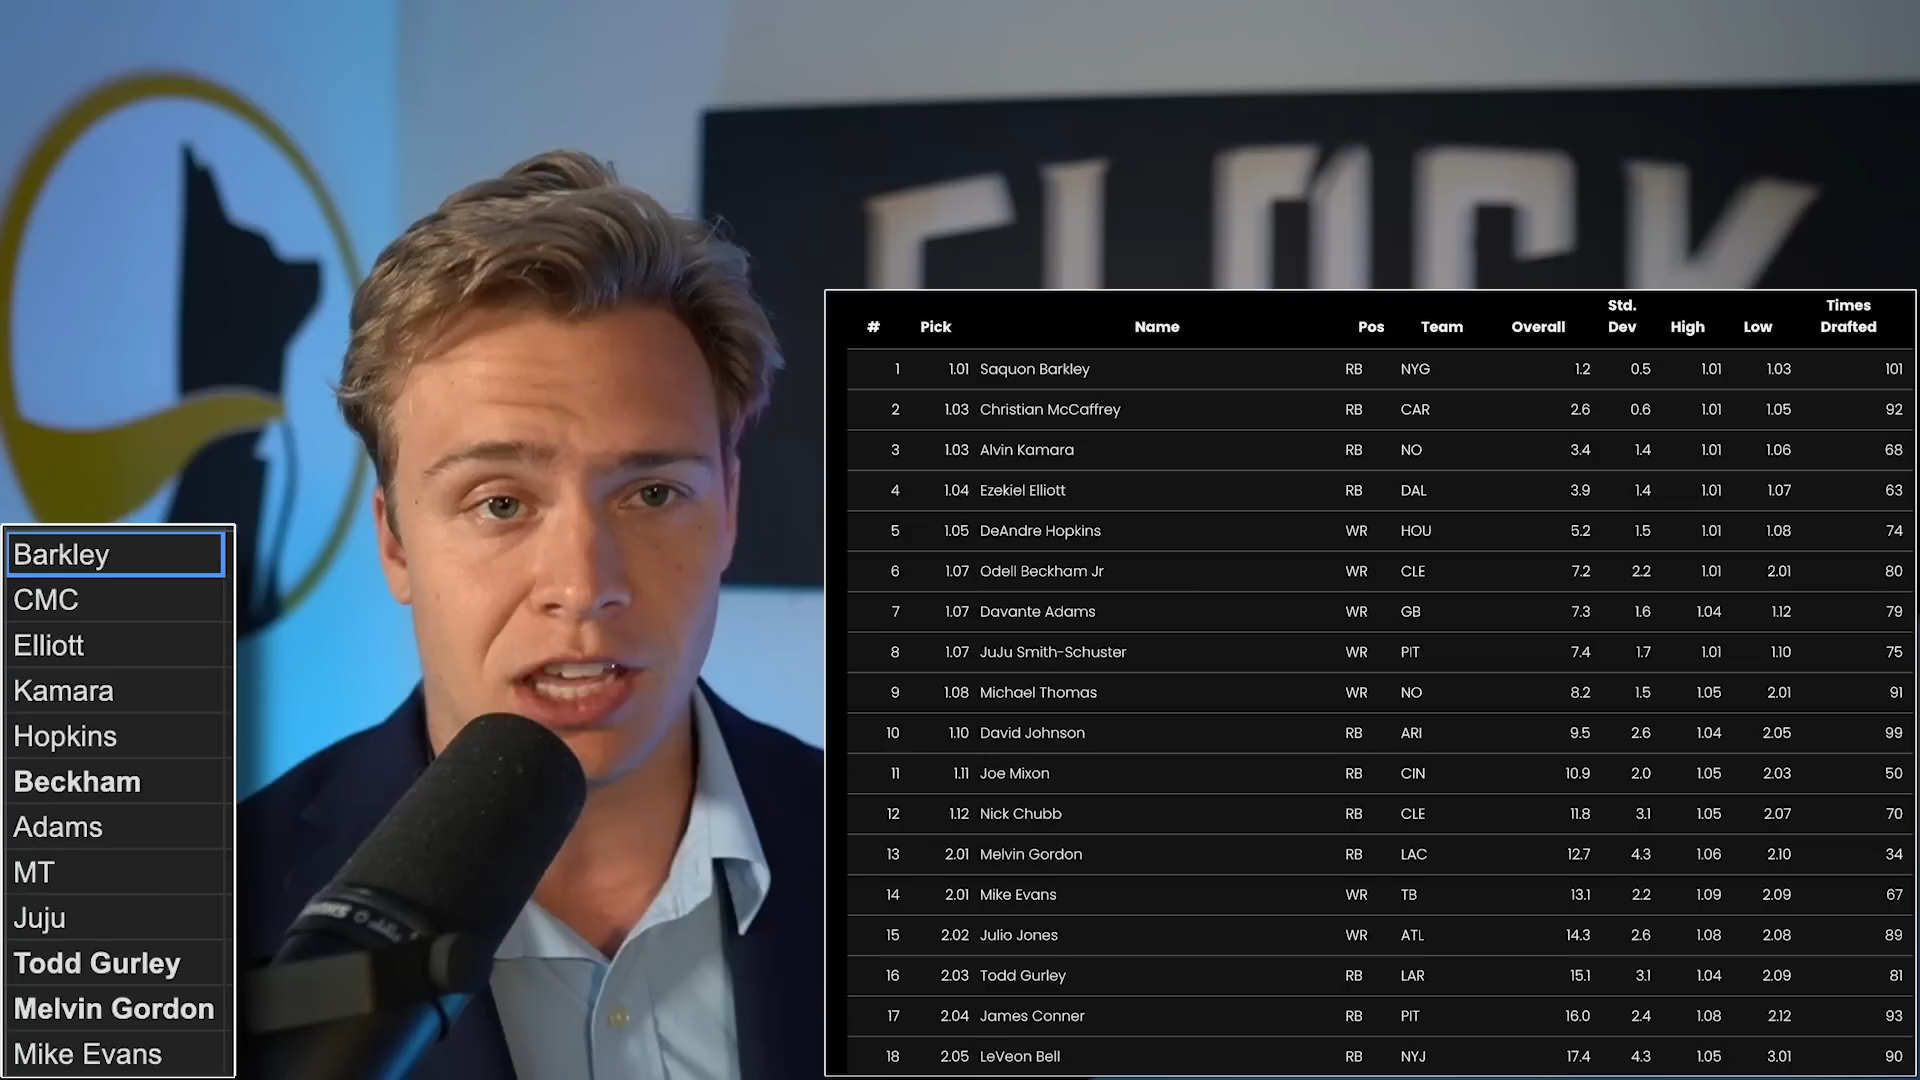 FLOCK
# Pick Name Pos Team Overall Std. Dev High Low Times Drafted
1 1.01 Saquon Barkley RB NYG 1.2 0.5 1.01 1.03 101
2 1.03 Christian McCaffrey RB CAR 2.6 0.6 1.01 1.05 92
3 1.03 Alvin Kamara RB NO 3.4 1.4 1.01 1.06 68
4 1.04 Ezekiel Elliott RB DAL 3.9 1.4 1.01 1.07 63
5 1.05 DeAndre Hopkins WR HOU 5.2 1.5 1.01 1.08 74
6 1.07 Odell Beckham Jr WR CLE 7.2 2.2 1.01 2.01 80
7 1.07 Davante Adams WR GB 7.3 1.6 1.04 1.12 79
8 1.07 JuJu Smith-Schuster WR PIT 7.4 1.7 1.01 1.10 75
9 1.08 Michael Thomas WR NO 8.2 1.5 1.05 2.01 91
10 1.10 David Johnson RB ARI 9.5 2.6 1.04 2.05 99
11 1.11 Joe Mixon RB CIN 10.9 2.0 1.05 2.03 50
12 1.12 Nick Chubb RB CLE 11.8 3.1 1.05 2.07 70
13 2.01 Melvin Gordon RB LAC 12.7 4.3 1.06 2.10 34
14 2.01 Mike Evans WR TB 13.1 2.2 1.09 2.09 67
15 2.02 Julio Jones WR ATL 14.3 2.6 1.08 2.08 89
16 2.03 Todd Gurley RB LAR 15.1 3.1 1.04 2.09 81
17 2.04 James Conner RB PIT 16.0 2.4 1.08 2.12 93
18 2.05 LeVeon Bell RB NYJ 17.4 4.3 1.05 3.01 90
Barkley
CMC
Elliott
Kamara
Hopkins
Beckham
Adams
MT
Juju
Todd Gurley
Melvin Gordon
Mike Evans